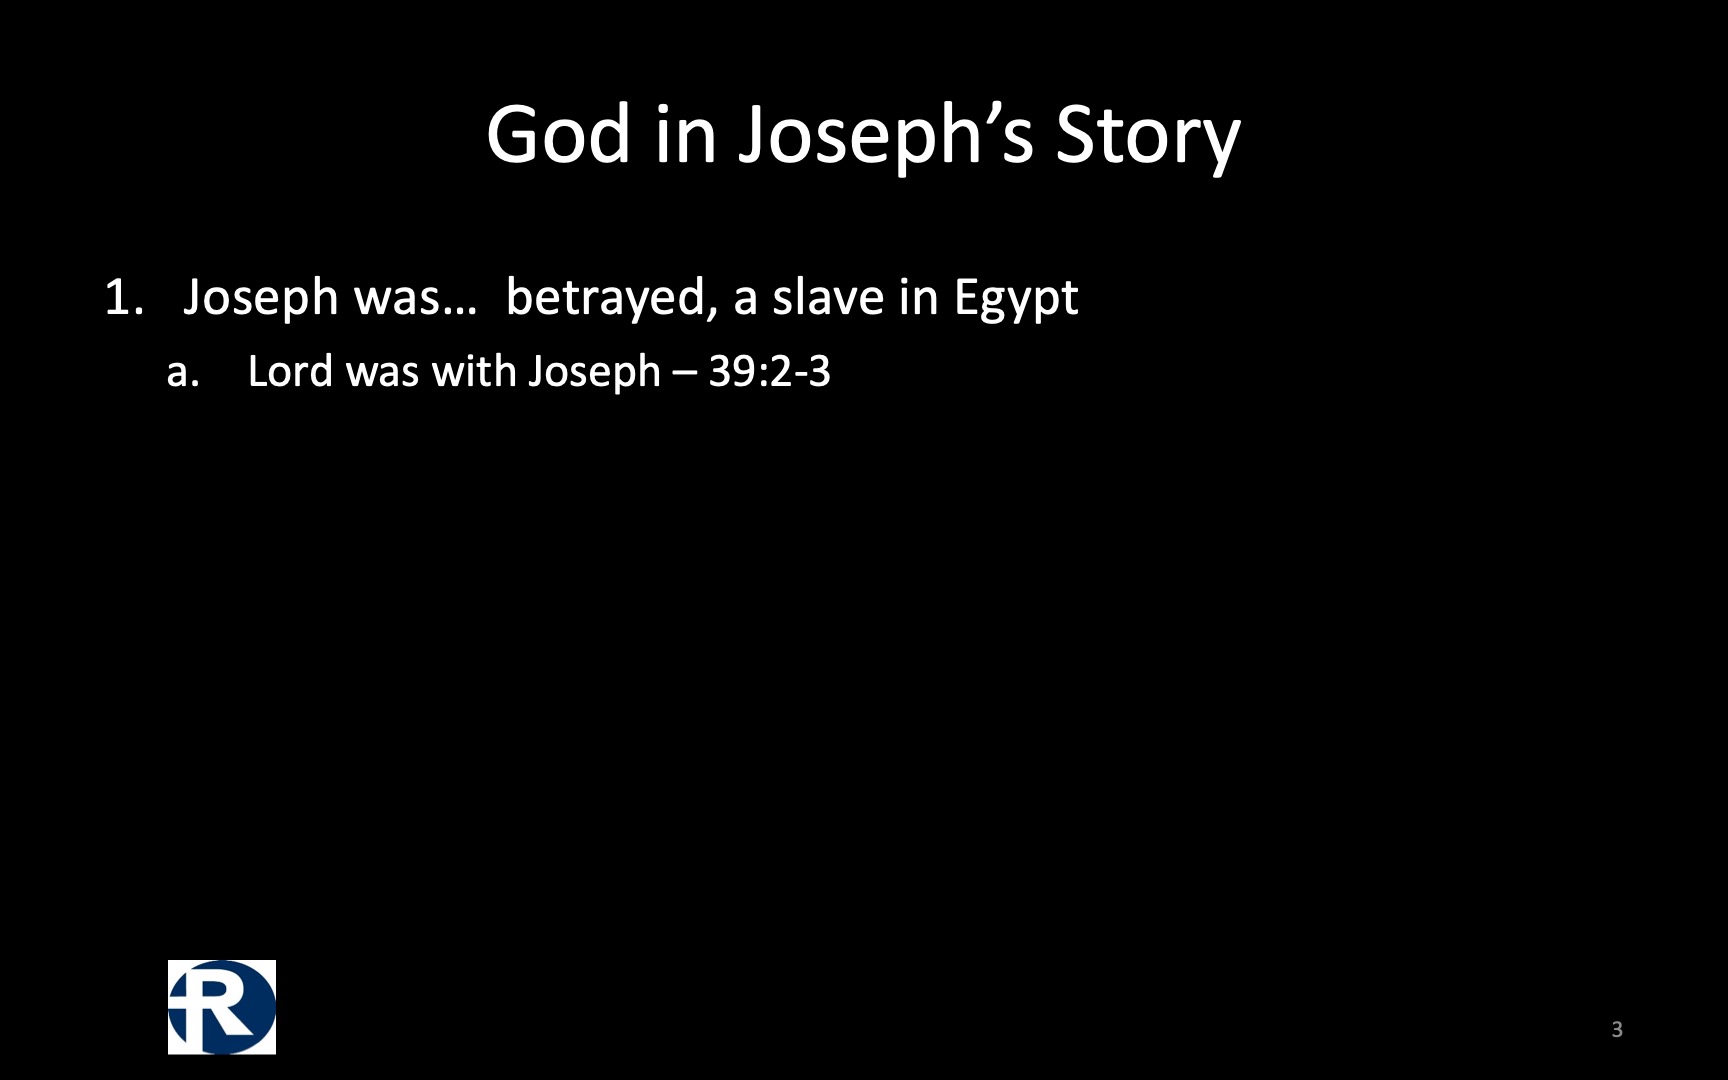 God in Joseph’s Story
1. Joseph was… betrayed, a slave in Egypt
a. Lord was with Joseph – 39:2-3
R
3